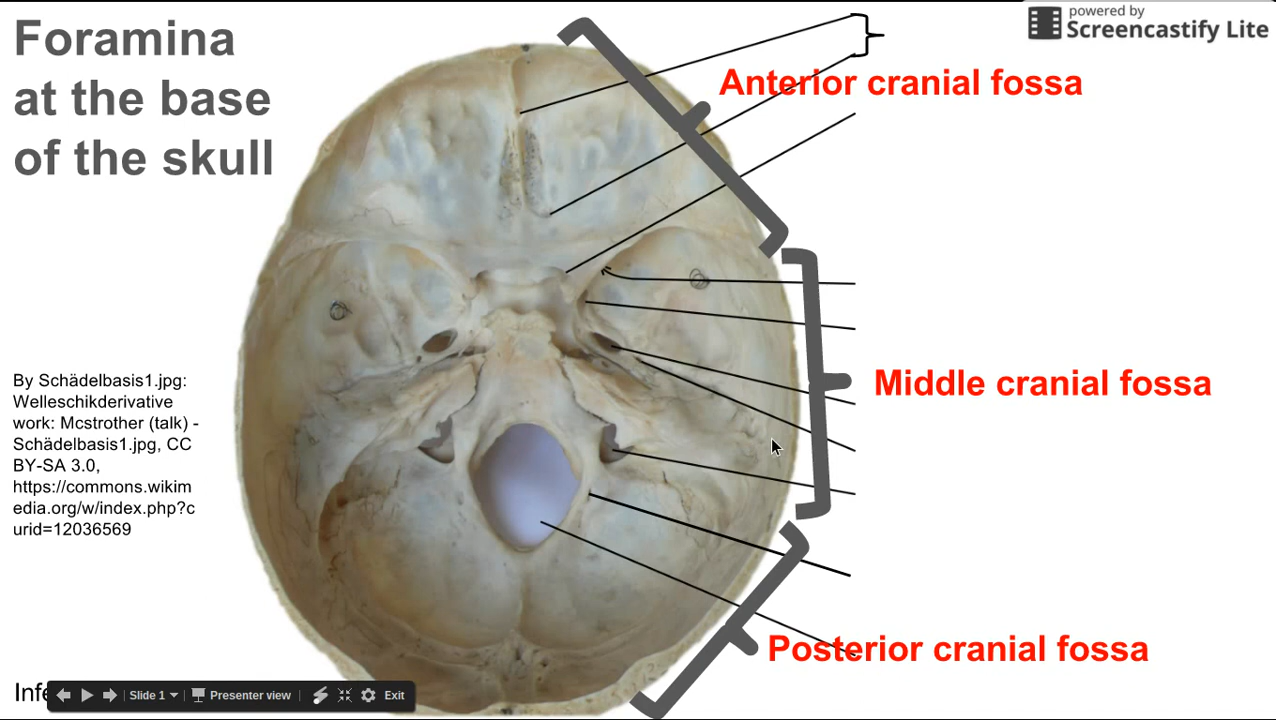 Foramina
at the base
of the skull
powered by
Screencastify Lite
Anterior cranial fossa
Middle cranial fossa
By Schädelbasis1.jpg:
Welleschikderivative
work: Mcstrother (talk) -
Schädelbasis1.jpg, CC
BY-SA 3.0,
https://commons.wikim
edia.org/w/index.php?c
urid=12036569
Posterior cranial fossa
Slide 1
Presenter view
Exit